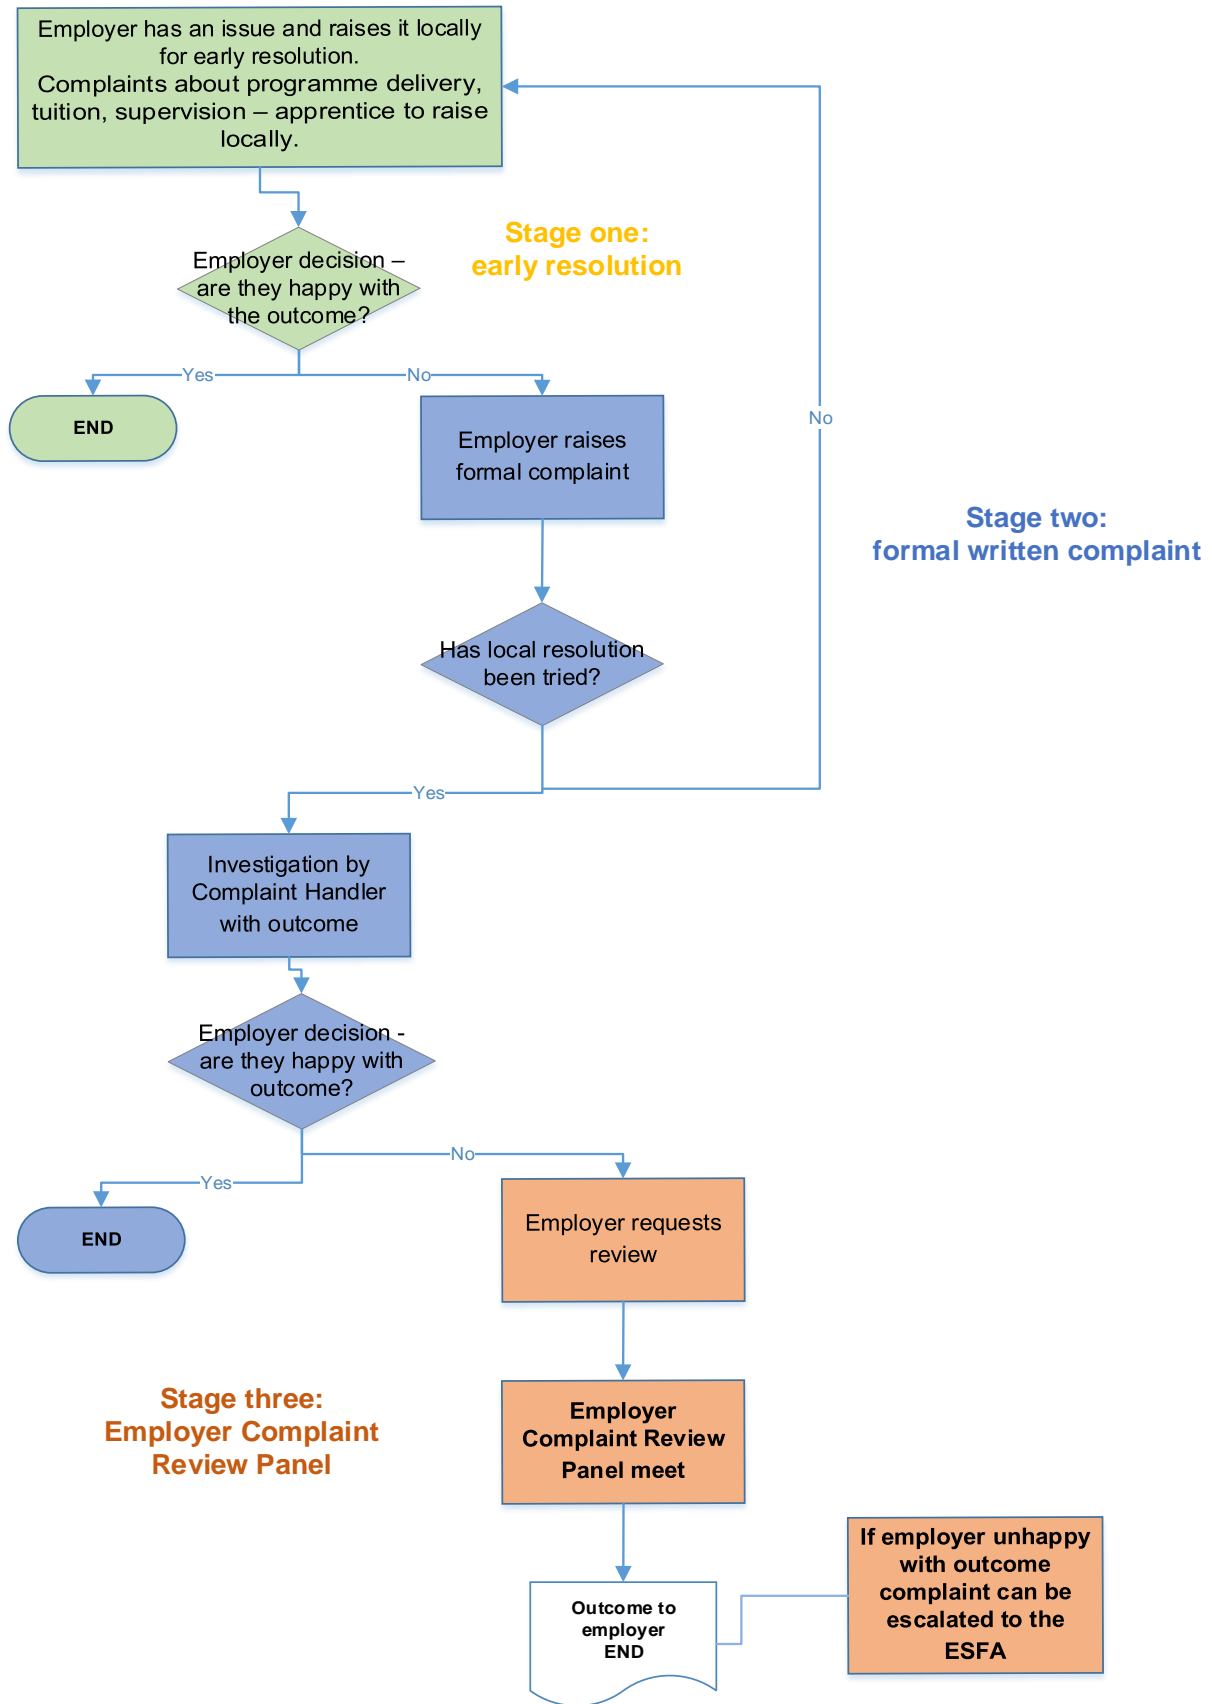 Employer has an issue and raises it locally
for early resolution.
Complaints about programme delivery,
tuition, supervision – apprentice to raise
locally.
Stage one:
early resolution
Employer decision –
are they happy with
the outcome?
Yes
No
END
No
Employer raises
formal complaint
Stage two:
formal written complaint
Has local resolution
been tried?
Yes
Investigation by
Complaint Handler
with outcome
Employer decision -
are they happy with
outcome?
No
Yes
END
Employer requests
review
Stage three:
Employer Complaint
Review Panel
Employer
Complaint Review
Panel meet
If employer unhappy
with outcome
complaint can be
escalated to the
ESFA
Outcome to
employer
END